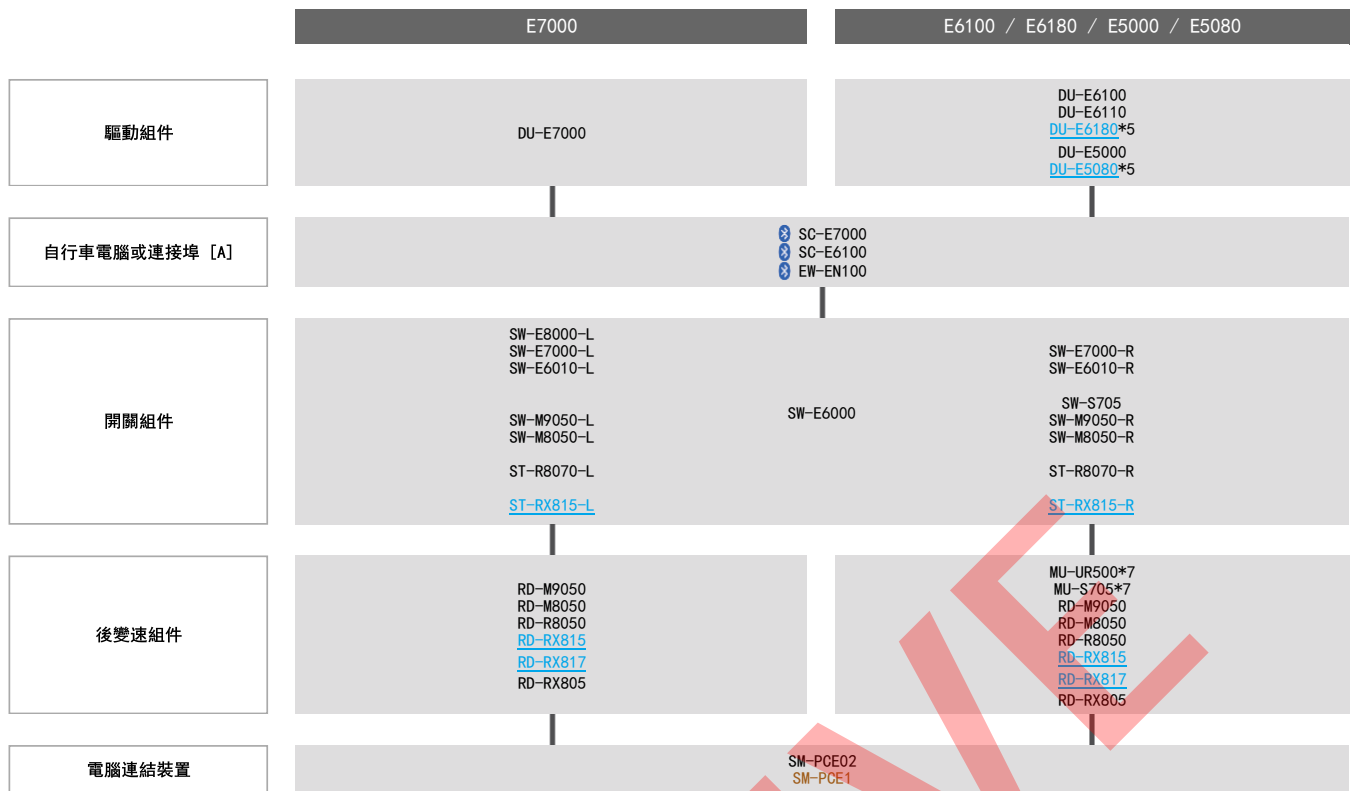 E7000
E6100 / E6180 / E5000 / E5080
驅動組件
DU-E7000
DU-E6100
DU-E6110
DU-E6180*5
DU-E5000
DU-E5080*5
自行車電腦或連接埠 [A]
SC-E7000
SC-E6100
EW-EN100
開關組件
SW-E8000-L
SW-E7000-L
SW-E6010-L
SW-M9050-L
SW-M8050-L
ST-R8070-L
ST-RX815-L
SW-E6000
SW-E7000-R
SW-E6010-R
SW-S705
SW-M9050-R
SW-M8050-R
ST-R8070-R
ST-RX815-R
後變速組件
RD-M9050
RD-M8050
RD-R8050
RD-RX815
RD-RX817
RD-RX805
MU-UR500*7
MU-S705*7
RD-M9050
RD-M8050
RD-R8050
RD-RX815
RD-RX817
RD-RX805
電腦連結裝置
SM-PCE02
SM-PCE1
VE